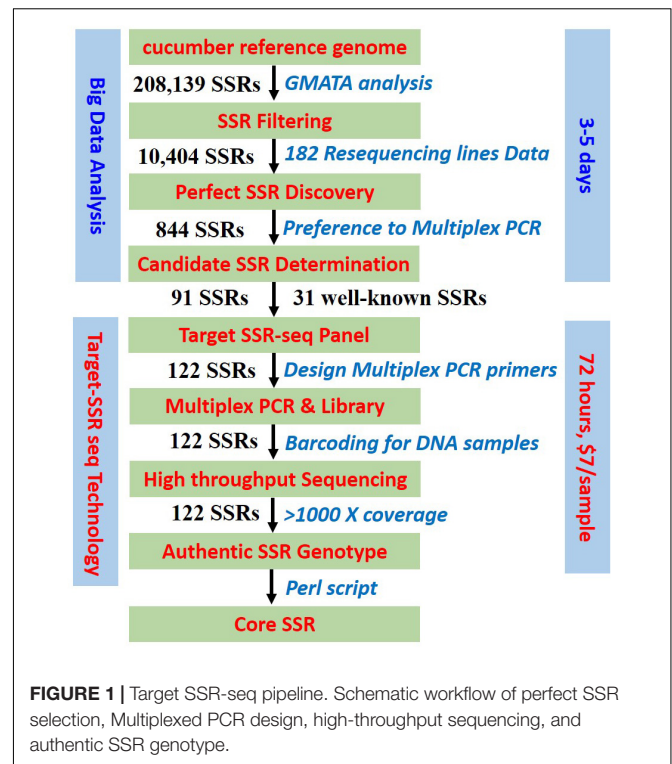 cucumber reference genome
208,139 SSRs GMATA analysis
SSR Filtering
10,404 SSRs 182 Resequencing lines Data
Perfect SSR Discovery
844 SSRs Preference to Multiplex PCR
Candidate SSR Determination
91 SSRs 31 well-known SSRs
Target SSR-seq Panel
122 SSRs Design Multiplex PCR primers
Multiplex PCR & Library
122 SSRs Barcoding for DNA samples
High throughput Sequencing
122 SSRs >1000 X coverage
Authentic SSR Genotype
Perl script
Core SSR
Big Data Analysis
Target-SSR seq Technology
3-5 days
72 hours, $7/sample
FIGURE 1 | Target SSR-seq pipeline. Schematic workflow of perfect SSR
selection, Multiplexed PCR design, high-throughput sequencing, and
authentic SSR genotype.